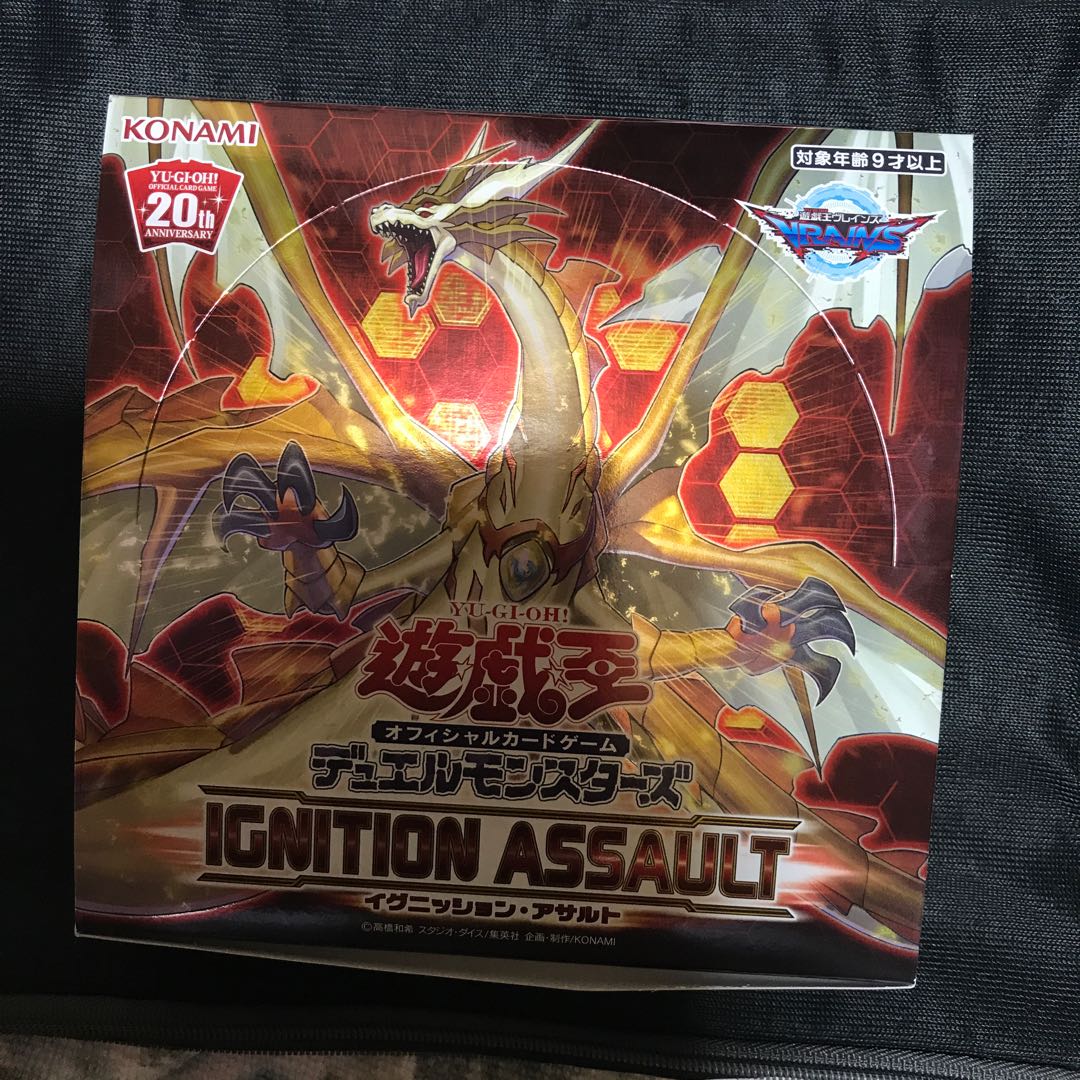 KONAMI
YU-GI-OH!
OFFICIAL CARD GAME
20th
ANNIVERSARY
対象年齢9才以上
遊戯王ヴレインズ
VRAINS
YU-GI-OH!
遊戯王
オフィシャルカードゲーム
デュエルモンスターズ
IGNITION ASSAULT
イグニッション・アサルト
©高橋和希 スタジオ・ダイス/集英社 企画・制作/KONAMI